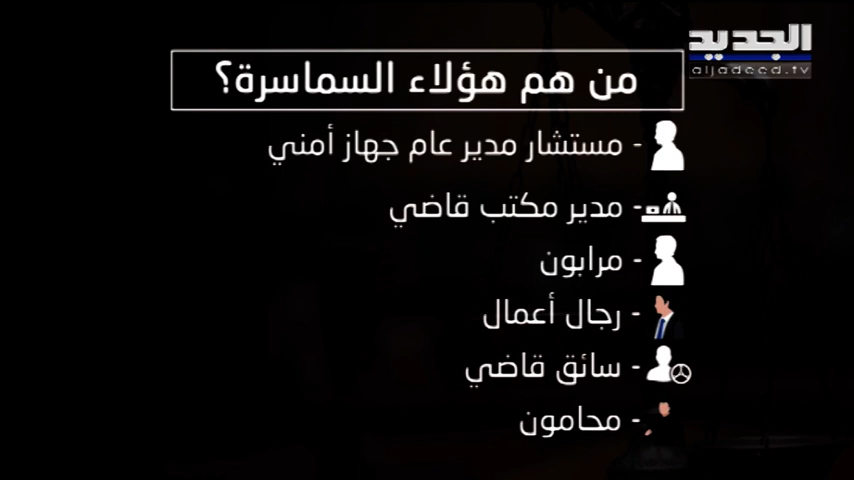 الجديد
aljadeed.tv
من هم هؤلاء السماسرة؟
- مستشار مدير عام جهاز أمني
- مدير مكتب قاضي
- مرابون
- رجال أعمال
- سائق قاضي
- محامون